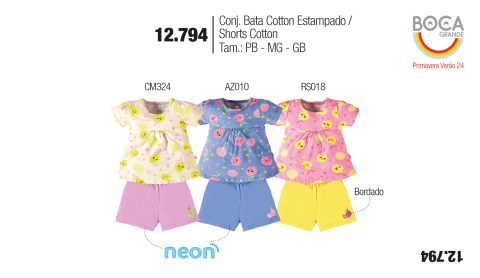 12.794
Conj. Bata Cotton Estampado /
Shorts Cotton
Tam.: PB - MG - GB
BOCA
GRANDE
Primavera Verão 24
CM324
AZ010
RS018
Bordado
neon
12.794